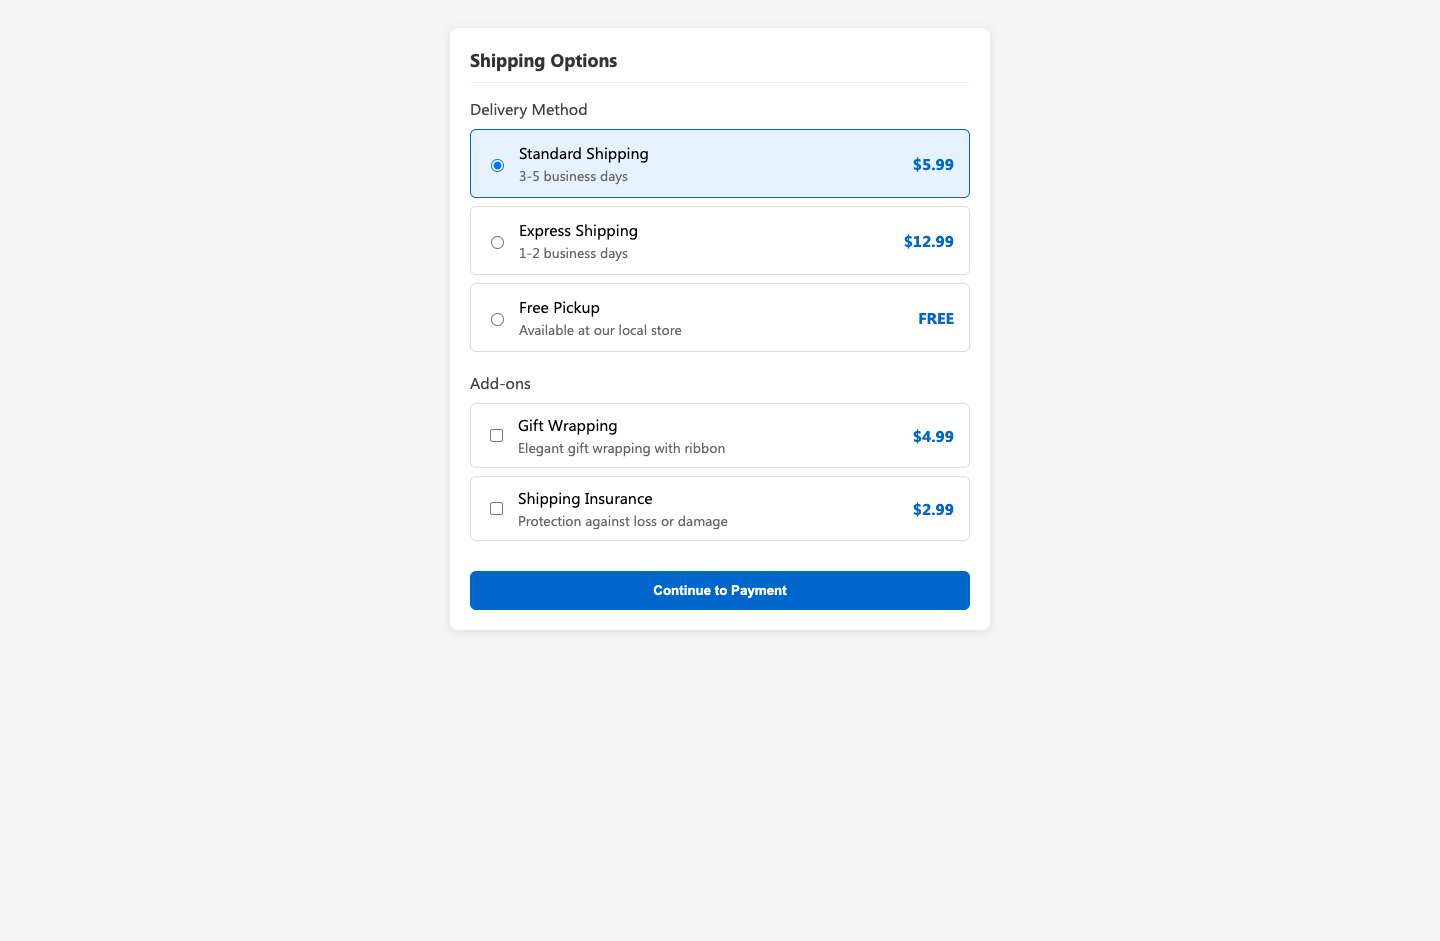 Shipping Options
Delivery Method
Standard Shipping
3-5 business days
$5.99
Express Shipping
1-2 business days
$12.99
Free Pickup
Available at our local store
FREE
Add-ons
Gift Wrapping
Elegant gift wrapping with ribbon
$4.99
Shipping Insurance
Protection against loss or damage
$2.99
Continue to Payment